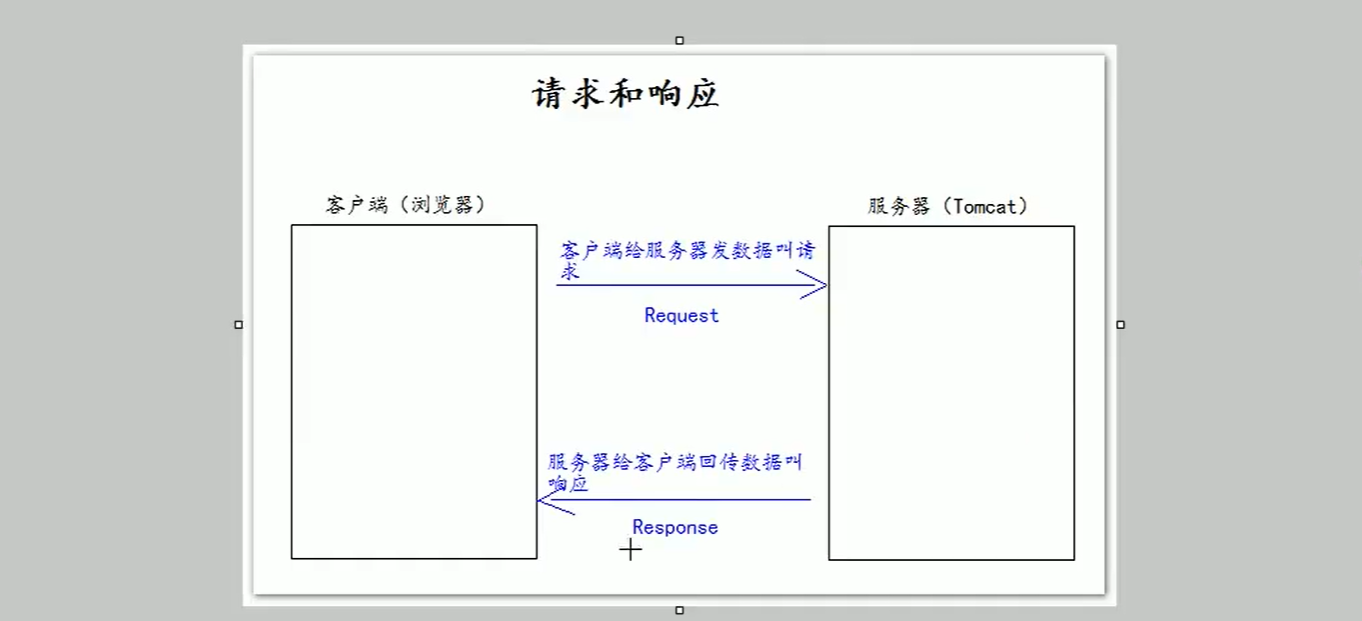 请求和响应
客户端（浏览器）
服务器（Tomcat）
客户端给服务器发数据叫请
求
Request
服务器给客户端回传数据叫
响应
Response